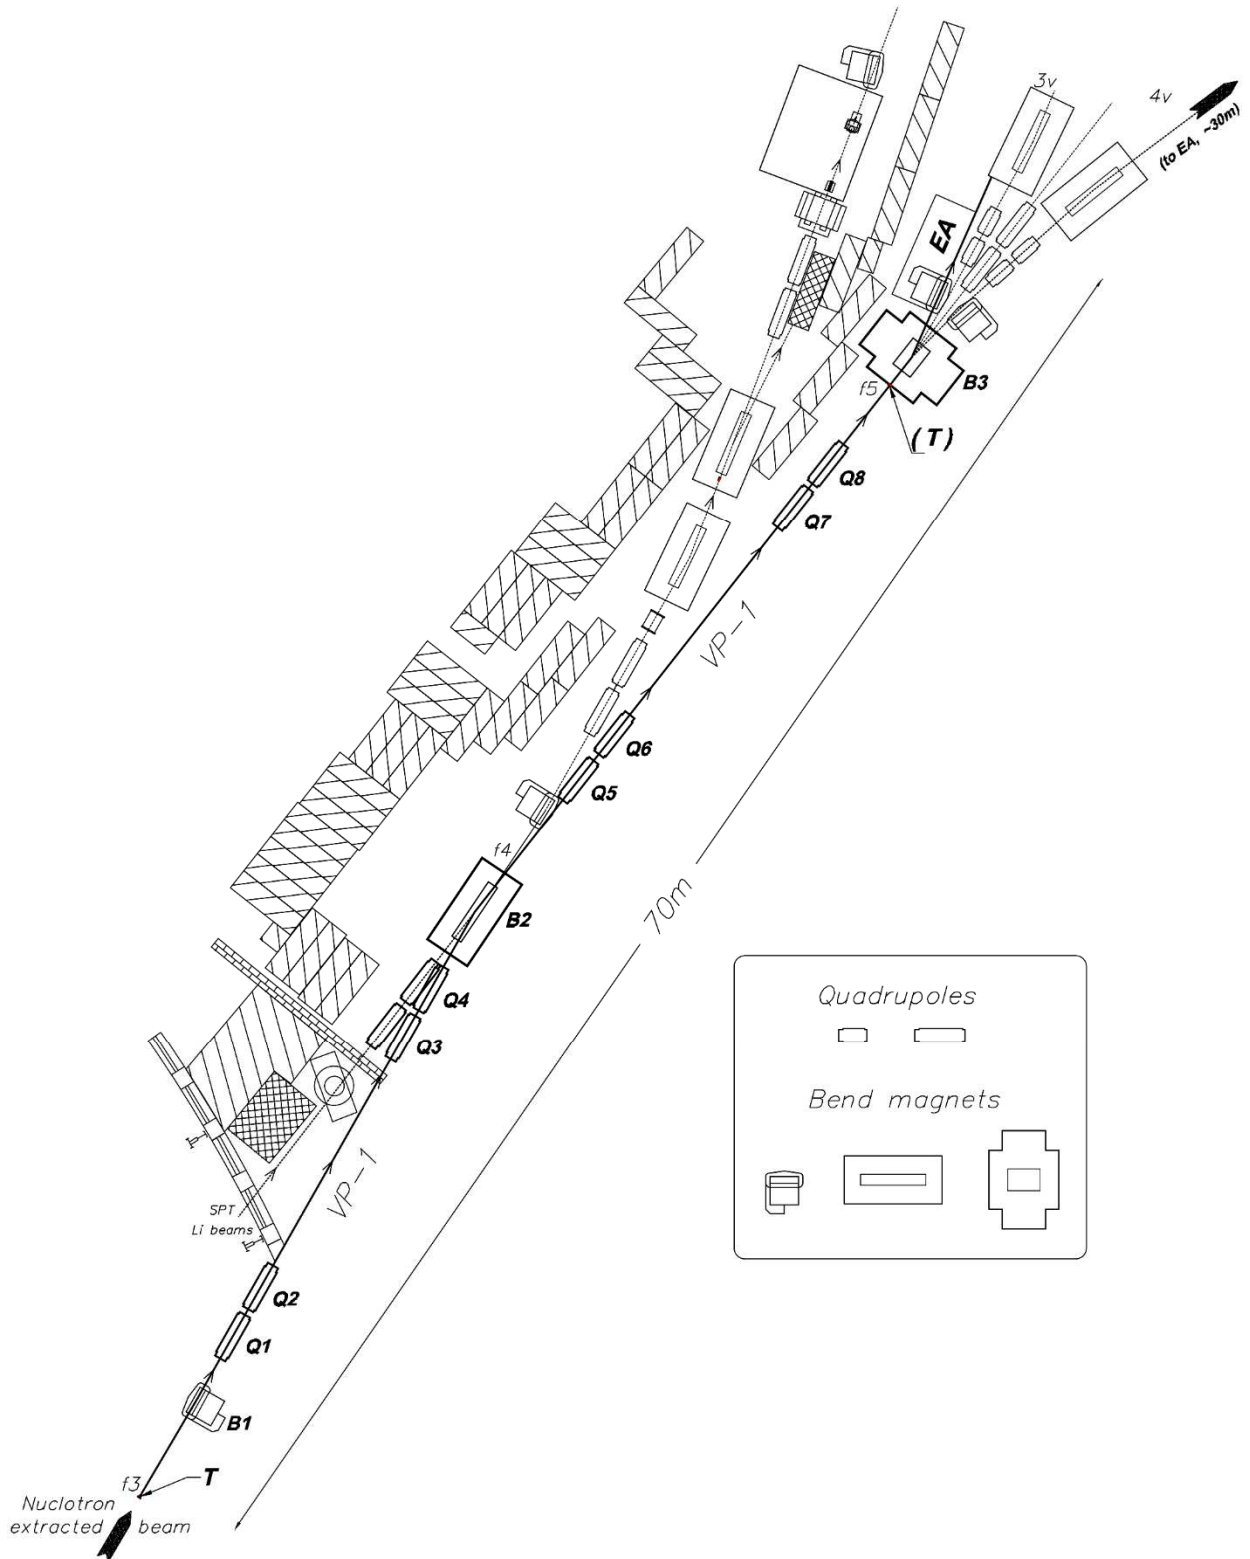 3v
4v
(to EA, ~30m)
EA
B3
f5
(T)
Q8
Q7
VP-1
Q6
Q5
f4
70m
B2
Q4
Q3
Quadrupoles
Bend magnets
VP-1
SPT
Li beams
Q2
Q1
B1
f3
T
Nuclotron
extracted beam